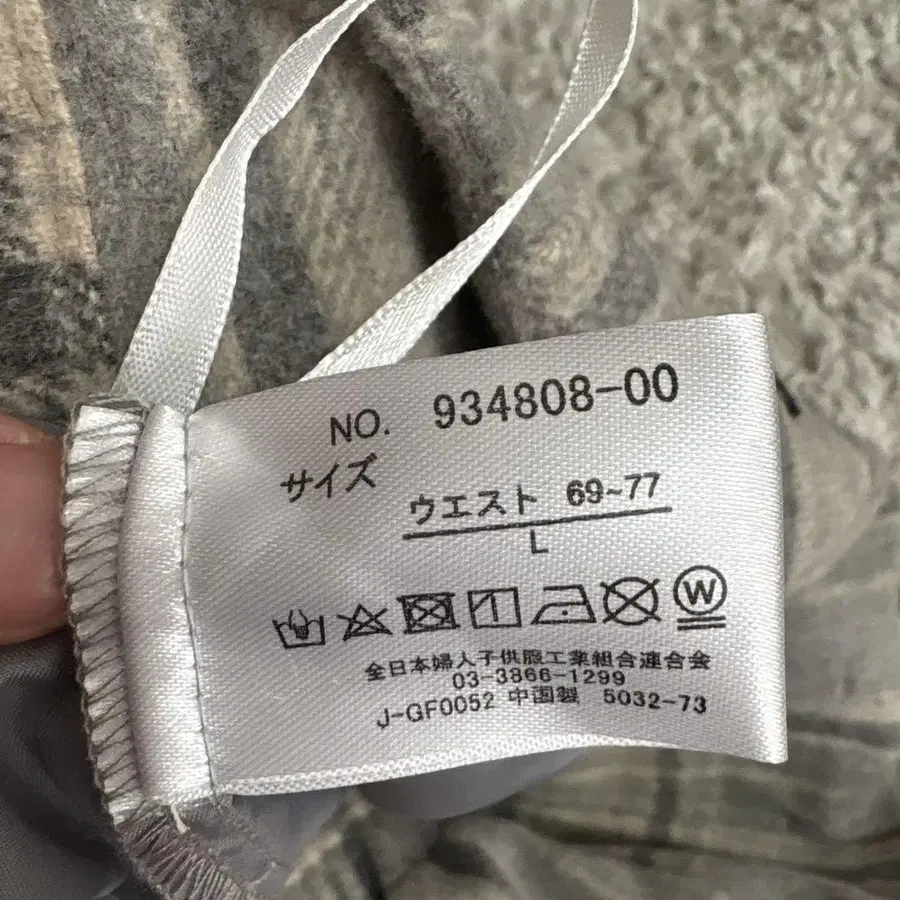 NO. 934808-00
サイズ
ウエスト 69~77
L
W
全日本婦人子供服工業組合連合会
03-3866-1299
J-GF0052 中国製 5032-73